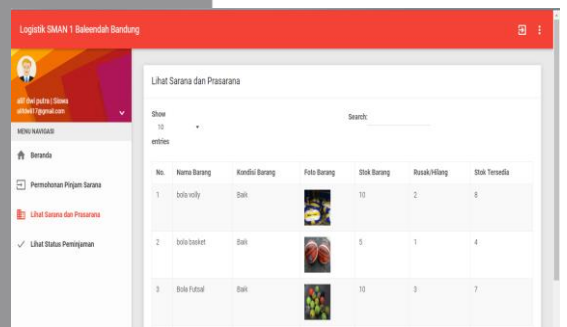 Logistik SMAN 1 Baleendah Bandung
alif dwi putra | Siswa
MENU NAVIGASI
Beranda
Permohonan Pinjam Sarana
Lihat Sarana dan Prasarana
Lihat Status Peminjaman
Lihat Sarana dan Prasarana
Show
10
entries
Search:
No. Nama Barang Kondisi Barang Foto Barang Stok Barang Rusak/Hilang Stok Tersedia
1 bola volly Baik 10 2 8
2 bola basket Baik 5 1 4
3 Bola Futsal Baik 10 3 7